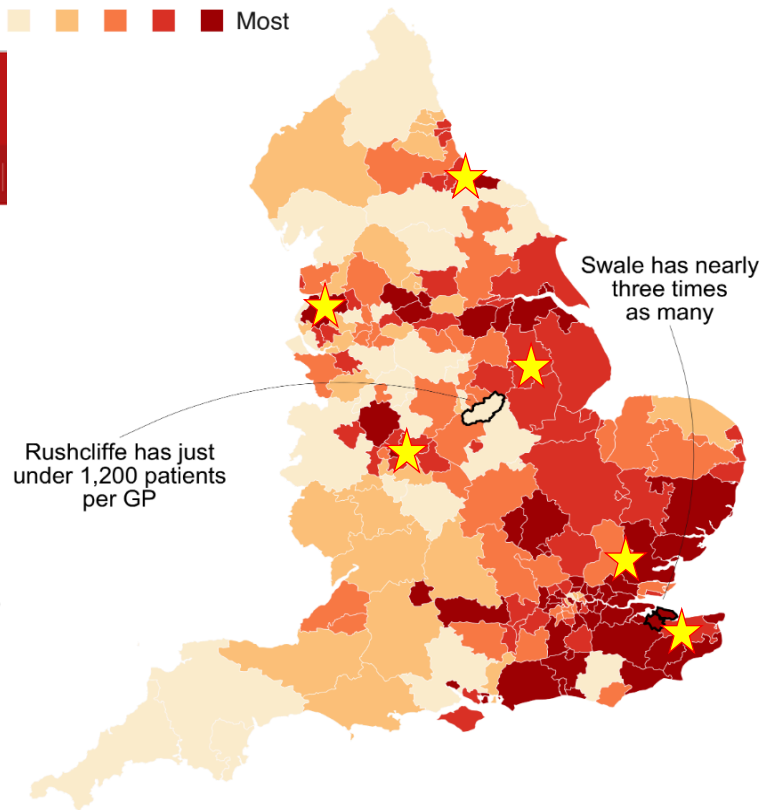 Most
Swale has nearly
three times
as many
Rushcliffe has just
under 1,200 patients
per GP